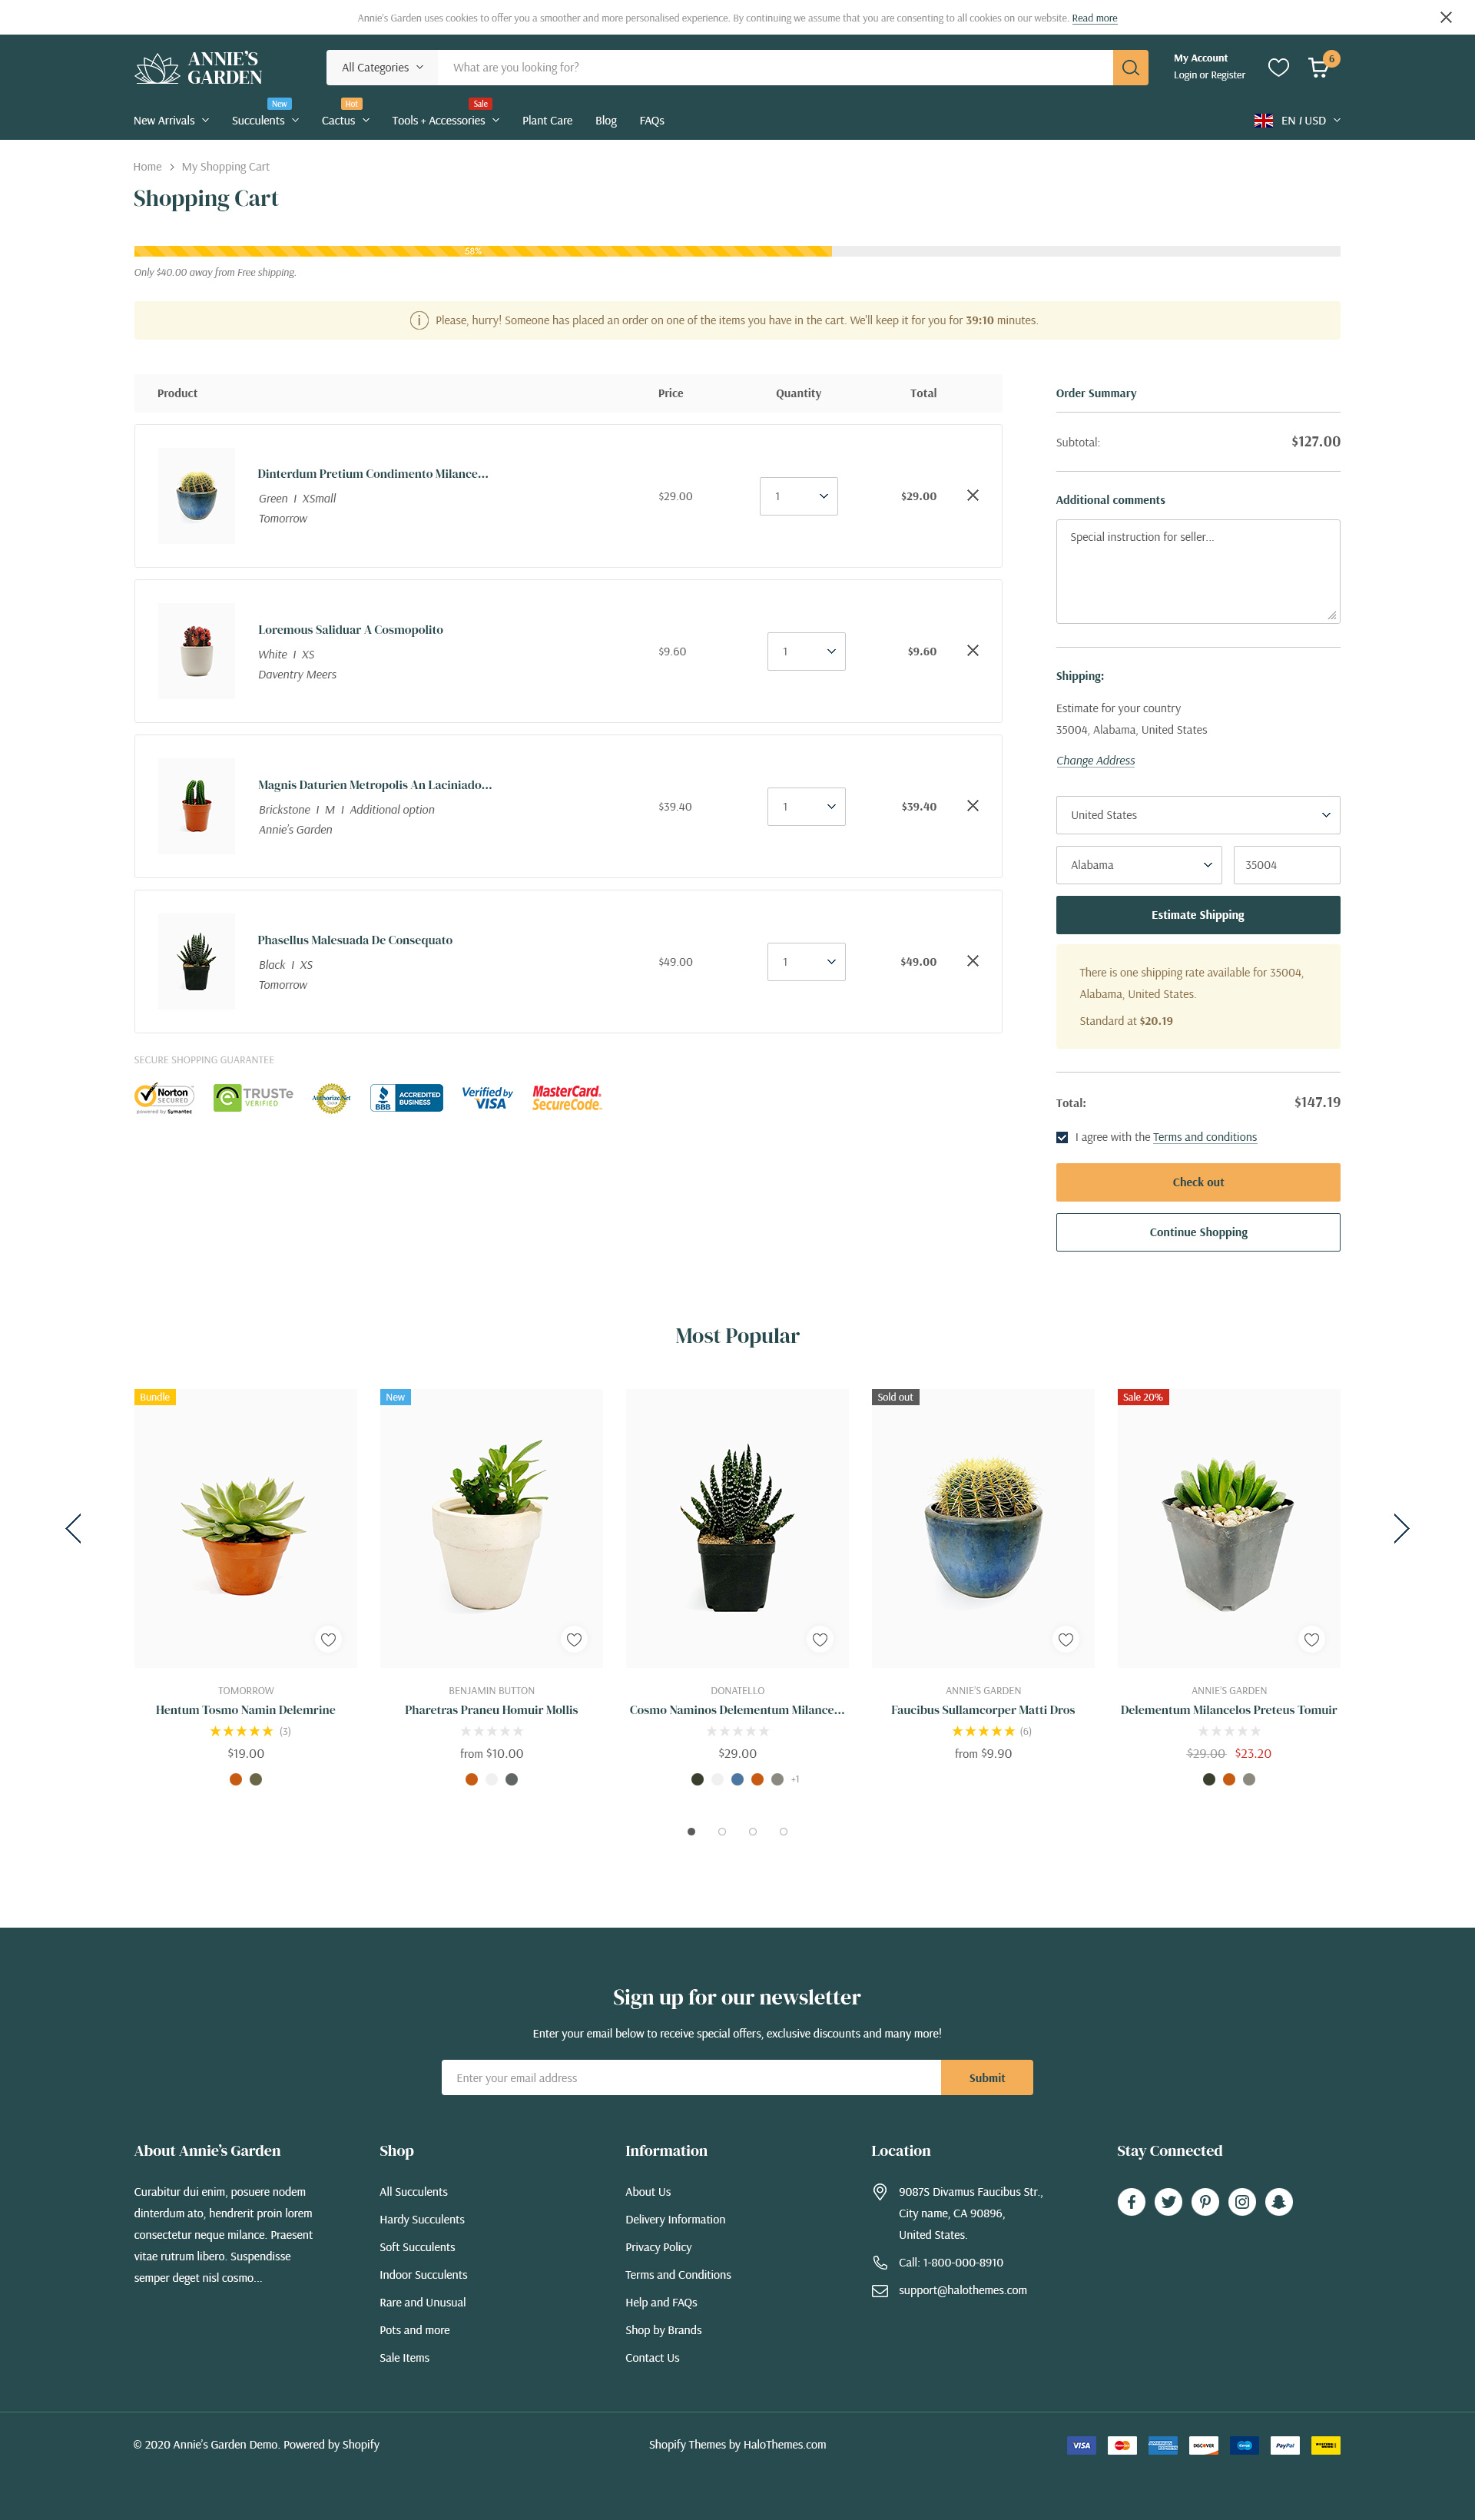 Annie's Garden uses cookies to offer you a smoother and more personalised experience. By continuing we assume that you are consenting to all cookies on our website. Read more
ANNIE'S
GARDEN
All Categories
What are you looking for?
My Account
Login or Register
6
New
Hot
Sale
New Arrivals
Succulents
Cactus
Tools + Accessories
Plant Care
Blog
FAQs
EN / USD
Home > My Shopping Cart
Shopping Cart
58%
Only $40.00 away from Free shipping.
Please, hurry! Someone has placed an order on one of the items you have in the cart. We'll keep it for you for 39:10 minutes.
Product Price Quantity Total
Dinterdum Pretium Condimento Milance...
Green I XSmall
Tomorrow
$29.00 1 $29.00
Loremous Saliduar A Cosmopolito
White I XS
Daventry Meers
$9.60 1 $9.60
Magnis Daturien Metropolis An Laciniado...
Brickstone I M I Additional option
Annie's Garden
$39.40 1 $39.40
Phasellus Malesuada De Consequato
Black I XS
Tomorrow
$49.00 1 $49.00
SECURE SHOPPING GUARANTEE
Norton
SECURED
powered by Symantec
TRUSTe
VERIFIED
Authorize.Net
BBB
ACCREDITED
BUSINESS
Verified by
VISA
MasterCard.
SecureCode.
Order Summary
Subtotal: $127.00
Additional comments
Special instruction for seller...
Shipping:
Estimate for your country
35004, Alabama, United States
Change Address
United States
Alabama
35004
Estimate Shipping
There is one shipping rate available for 35004,
Alabama, United States.
Standard at $20.19
Total: $147.19
I agree with the Terms and conditions
Check out
Continue Shopping
Most Popular
Bundle
TOMORROW
Hentum Tosmo Namin Delemrine
(3)
$19.00
New
BENJAMIN BUTTON
Pharetras Praneu Homuir Mollis
from $10.00
DONATELLO
Cosmo Naminos Delementum Milance...
$29.00
+1
Sold out
ANNIE'S GARDEN
Faucibus Sullamcorper Matti Dros
(6)
from $9.90
Sale 20%
ANNIE'S GARDEN
Delementum Milancelos Preteus Tomuir
$29.00 $23.20
Sign up for our newsletter
Enter your email below to receive special offers, exclusive discounts and many more!
Enter your email address
Submit
About Annie's Garden
Curabitur dui enim, posuere nodem
dinterdum ato, hendrerit proin lorem
consectetur neque milance. Praesent
vitae rutrum libero. Suspendisse
semper deget nisl cosmo...
Shop
All Succulents
Hardy Succulents
Soft Succulents
Indoor Succulents
Rare and Unusual
Pots and more
Sale Items
Information
About Us
Delivery Information
Privacy Policy
Terms and Conditions
Help and FAQs
Shop by Brands
Contact Us
Location
9087S Divamus Faucibus Str.,
City name, CA 90896,
United States.
Call: 1-800-000-8910
support@halothemes.com
Stay Connected
© 2020 Annie's Garden Demo. Powered by Shopify
Shopify Themes by HaloThemes.com
VISA
DISCOVER
PayPal